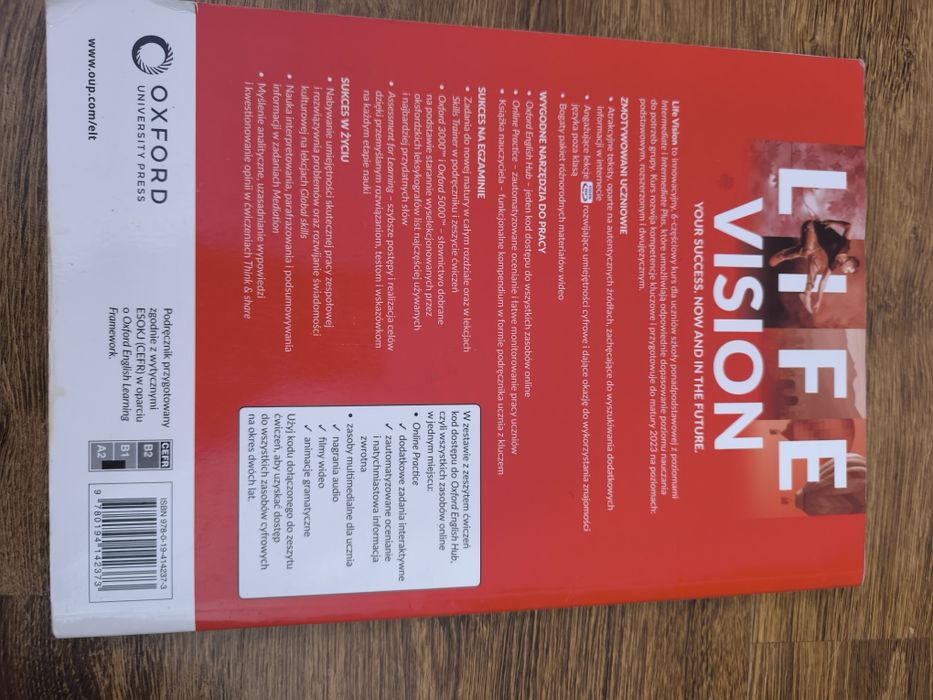 LIFE
VISION
YOUR SUCCESS, NOW AND IN THE FUTURE.
Life Vision to innowacyjny, 6-częściowy kurs dla uczniów szkoły ponadpodstawowej z poziomami
Intermediate i Intermediate Plus, które umożliwiają odpowiednie dopasowanie poziomu nauczania
do potrzeb grupy. Kurs rozwija kompetencje kluczowe i przygotowuje do matury 2023 na poziomach:
podstawowym, rozszerzonym i dwujęzycznym.
ZMOTYWOWANI UCZNIOWIE
• Atrakcyjne teksty, oparte na autentycznych źródłach, zachęcające do wyszukiwania dodatkowych
informacji w internecie
• Angażujące lekcje rozwijające umiejętności cyfrowe i dające okazję do wykorzystania znajomości
języka poza klasą
• Bogaty pakiet różnorodnych materiałów wideo
WYGODNE NARZĘDZIA DO PRACY
• Oxford English Hub – jeden kod dostępu do wszystkich zasobów online
• Online Practice – zautomatyzowane ocenianie i łatwe monitorowanie pracy uczniów
• Książka nauczyciela – funkcjonalne kompendium w formie podręcznika ucznia z kluczem
SUKCES NA EGZAMINIE
• Zadania do nowej matury w całym rozdziale oraz w lekcjach
Skills Trainer w podręczniku i zeszycie ćwiczeń
• Oxford 3000™ i Oxford 5000™ – słownictwo dobrane
na podstawie starannie wyselekcjonowanych przez
oksfordzkich leksykografów list najczęściej używanych
i najbardziej przydatnych słów
• Assessment for Learning – szybsze postępy i realizacja celów
dzięki przemyślanym rozwiązaniom, testom i wskazówkom
na każdym etapie nauki
SUKCES W ŻYCIU
• Nabywanie umiejętności skutecznej pracy zespołowej
i rozwiązywania problemów oraz rozwijanie świadomości
kulturowej na lekcjach Global skills
• Nauka interpretowania, parafrazowania i podsumowywania
informacji w zadaniach Mediation
• Myślenie analityczne, uzasadnianie wypowiedzi
i kwestionowanie opinii w ćwiczeniach Think & share
W zestawie z zeszytem ćwiczeń
kod dostępu do Oxford English Hub,
czyli wszystkich zasobów online
w jednym miejscu:
• Online Practice
✓ dodatkowe zadania interaktywne
✓ zautomatyzowane ocenianie
i natychmiastowa informacja
zwrotna
• zasoby multimedialne dla ucznia
✓ nagrania audio
✓ filmy wideo
✓ animacje gramatyczne
Użyj kodu dołączonego do zeszytu
ćwiczeń, aby uzyskać dostęp
do wszystkich zasobów cyfrowych
na okres dwóch lat.
OXFORD
UNIVERSITY PRESS
www.oup.com/elt
Podręcznik przygotowany
zgodnie z wytycznymi
ESOKJ (CEFR) w oparciu
o Oxford English Learning
Framework.
CEFR
B2
B1
A2
ISBN 978-0-19-414237-3
9 780194 142373